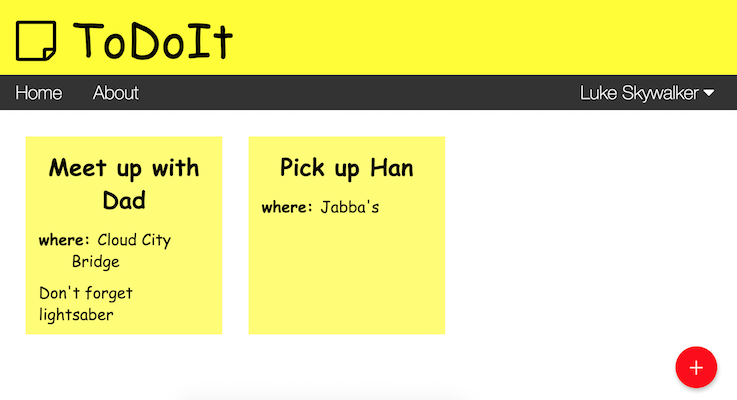 ToDoIt
Home About Luke Skywalker
Meet up with
Dad
where: Cloud City
Bridge
Don't forget
lightsaber
Pick up Han
where: Jabba's
+